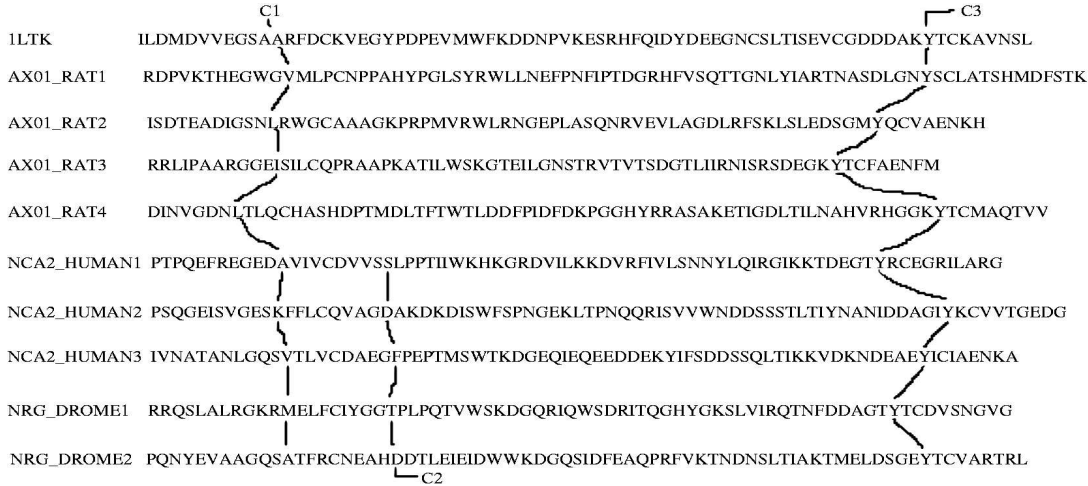 C1 C3
1LTK ILDMDVVEGSAARFDCKVEGYPDPEVMWFKDDNPVKESRHFQIDYDEEGNCSLTISEVCGDDDAKYTCKAVNSL
AX01_RAT1 RDPVKTHEGWGVMLPCNPPAHYPGLSYRWLLNEFPNFIPTDGRHFVSQTTGNLYIARTNASDLGNYSCLATSHMDFSTK
AX01_RAT2 ISDTEADIGSNLRWGCAAAGKPRPMVRWLRNGEPLASQNRVEVLAGDLRFSKLSLEDSGMYQCVAENKH
AX01_RAT3 RRLIPAARGGEISILCQPRAAPKATILWSKGTEILGNSTRVTVTSDGTLIIRNISRSDEGKYTCFAENFM
AX01_RAT4 DINVGDNLTLQCHASHDPTMDLTFTWTLDDFPIDFDKPGGHYRRASAKETIGDLTILNAHVRHGGKYTCMAQTVV
NCA2_HUMAN1 PTPQEFREGEDAVIVCDVVSSLPPTIIWKHKGRDVILKKDVRFIVLSNNYLQIRGIKKTDEGTYRCEGRILARG
NCA2_HUMAN2 PSQGEISVGESKFFLCQVAGDAKDKDISWFSPNGEKLTPNQQRISVVWNDDSSSTLTIYNANIDDAGIYKCVVTGEDG
NCA2_HUMAN3 IVNATANLGQSVTLVCDAEGFPEPTMSWTKDGEQIEQEEDDEKYIFSDDSSQLTIKKVDKNDEAEYICIAENKA
NRG_DROME1 RRQSLALRGKRMELFCIYGGTPLPQTVWSKDGQRIQWSDRITQGHYGKSLVIRQTNFDDAGTYTCDVSNGVG
NRG_DROME2 PQNYEVAAGQSATFRCNEAHDDTLEIEIDWWKDGQSIDFEAQPRFVKTNDNSLTIAKTMELDSGEYTCVARTRL
C2